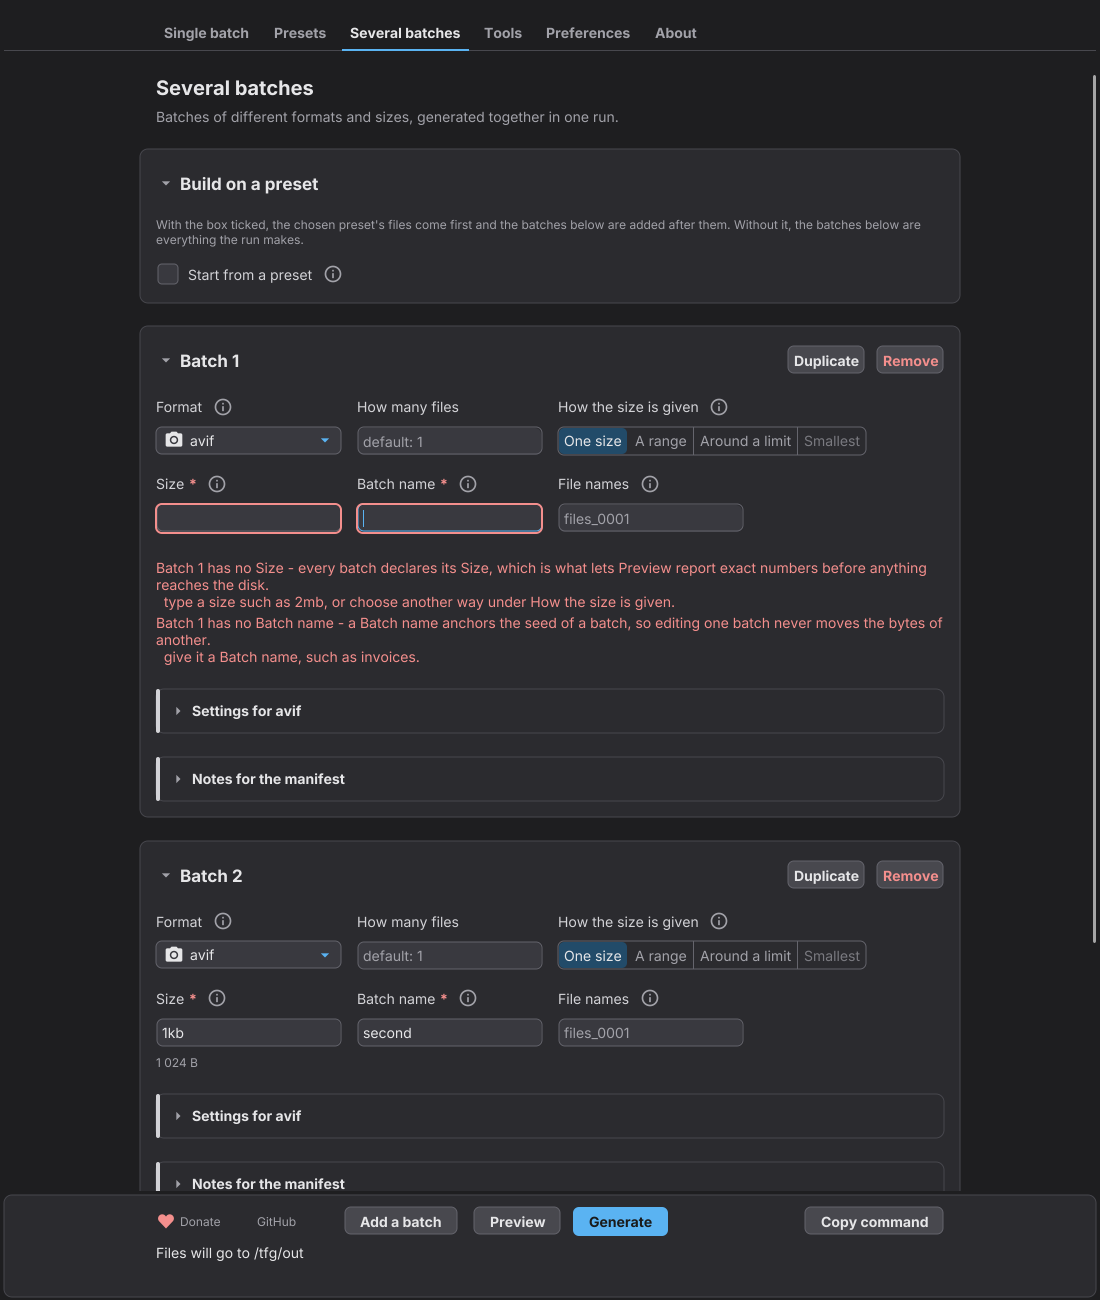 Single batch Presets Several batches Tools Preferences About
Several batches
Batches of different formats and sizes, generated together in one run.
Build on a preset
With the box ticked, the chosen preset's files come first and the batches below are added after them. Without it, the batches below are
everything the run makes.
Start from a preset
Batch 1 Duplicate Remove
Format How many files How the size is given
avif default: 1 One size A range Around a limit Smallest
Size * Batch name * File names
files_0001
Batch 1 has no Size - every batch declares its Size, which is what lets Preview report exact numbers before anything
reaches the disk.
type a size such as 2mb, or choose another way under How the size is given.
Batch 1 has no Batch name - a Batch name anchors the seed of a batch, so editing one batch never moves the bytes of
another.
give it a Batch name, such as invoices.
Settings for avif
Notes for the manifest
Batch 2 Duplicate Remove
Format How many files How the size is given
avif default: 1 One size A range Around a limit Smallest
Size * Batch name * File names
1kb second files_0001
1 024 B
Settings for avif
Notes for the manifest
Donate GitHub Add a batch Preview Generate Copy command
Files will go to /tfg/out